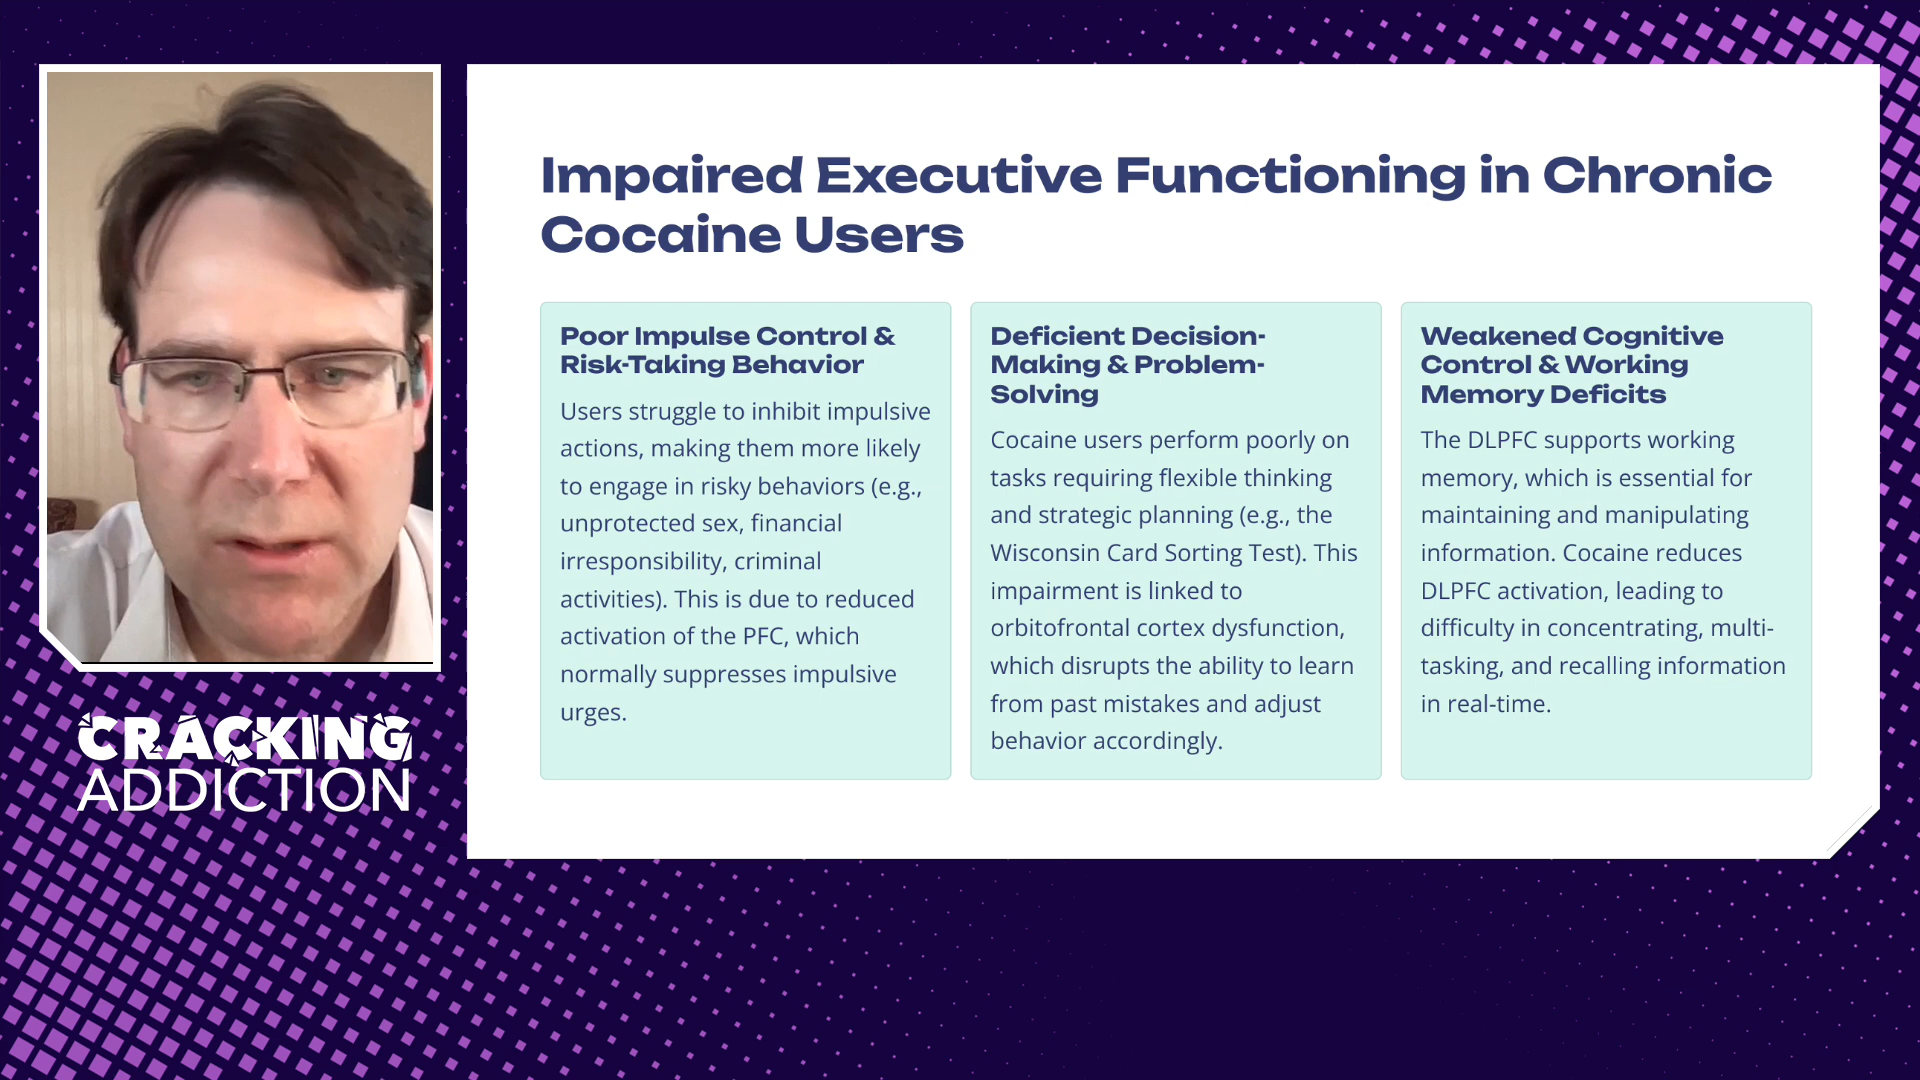 Impaired Executive Functioning in Chronic
Cocaine Users
Poor Impulse Control &
Risk-Taking Behavior
Users struggle to inhibit impulsive
actions, making them more likely
to engage in risky behaviors (e.g.,
unprotected sex, financial
irresponsibility, criminal
activities). This is due to reduced
activation of the PFC, which
normally suppresses impulsive
urges.
Deficient Decision-
Making & Problem-
Solving
Cocaine users perform poorly on
tasks requiring flexible thinking
and strategic planning (e.g., the
Wisconsin Card Sorting Test). This
impairment is linked to
orbitofrontal cortex dysfunction,
which disrupts the ability to learn
from past mistakes and adjust
behavior accordingly.
Weakened Cognitive
Control & Working
Memory Deficits
The DLPFC supports working
memory, which is essential for
maintaining and manipulating
information. Cocaine reduces
DLPFC activation, leading to
difficulty in concentrating, multi-
tasking, and recalling information
in real-time.
CRACKING
ADDICTION